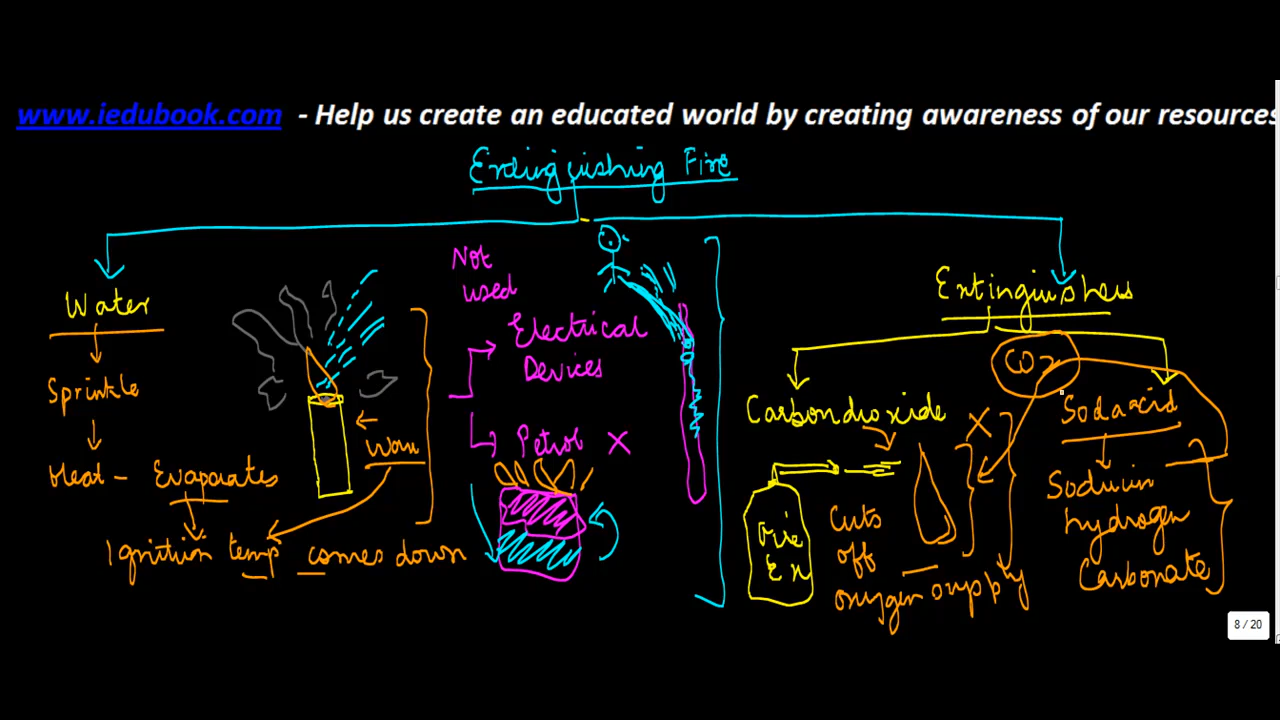 www.iedubook.com - Help us create an educated world by creating awareness of our resources
Extinguishing Fire
Water
Sprinkle
Heat - Evaporates
Ignition temp comes down
Warm
Not
used
Electrical
Devices
Petrol X
Extinguishers
Carbondioxide
Fire
Ex
Cuts
off
oxygen supply
X
CO2
Soda acid
Sodium
hydrogen
Carbonate
8 / 20